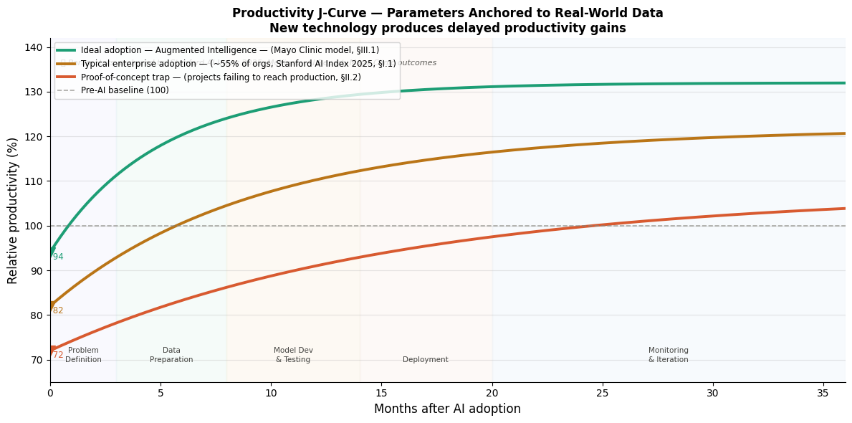 Productivity J-Curve — Parameters Anchored to Real-World Data
New technology produces delayed productivity gains
Ideal adoption — Augmented Intelligence — (Mayo Clinic model, §III.1)
Typical enterprise adoption — (~55% of orgs, Stanford AI Index 2025, §I.1)
Proof-of-concept trap — (projects failing to reach production, §II.2)
Pre-AI baseline (100)
outcomes
Relative productivity (%)
140
130
120
110
100
90
80
70
94
82
72
Problem
Definition
Data
Preparation
Model Dev
& Testing
Deployment
Monitoring
& Iteration
0
5
10
15
20
25
30
35
Months after AI adoption